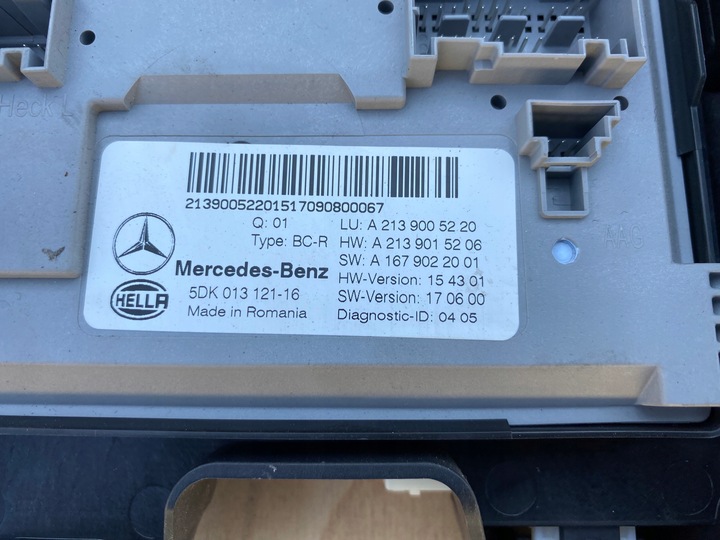 Heck L
21390052201517090800067
Q: 01
Type: BC-R
LU: A 213 900 52 20
HW: A 213 901 52 06
SW: A 167 902 20 01
HW-Version: 15 43 01
SW-Version: 17 06 00
Diagnostic-ID: 04 05
Mercedes-Benz
HELLA
5DK 013 121-16
Made in Romania